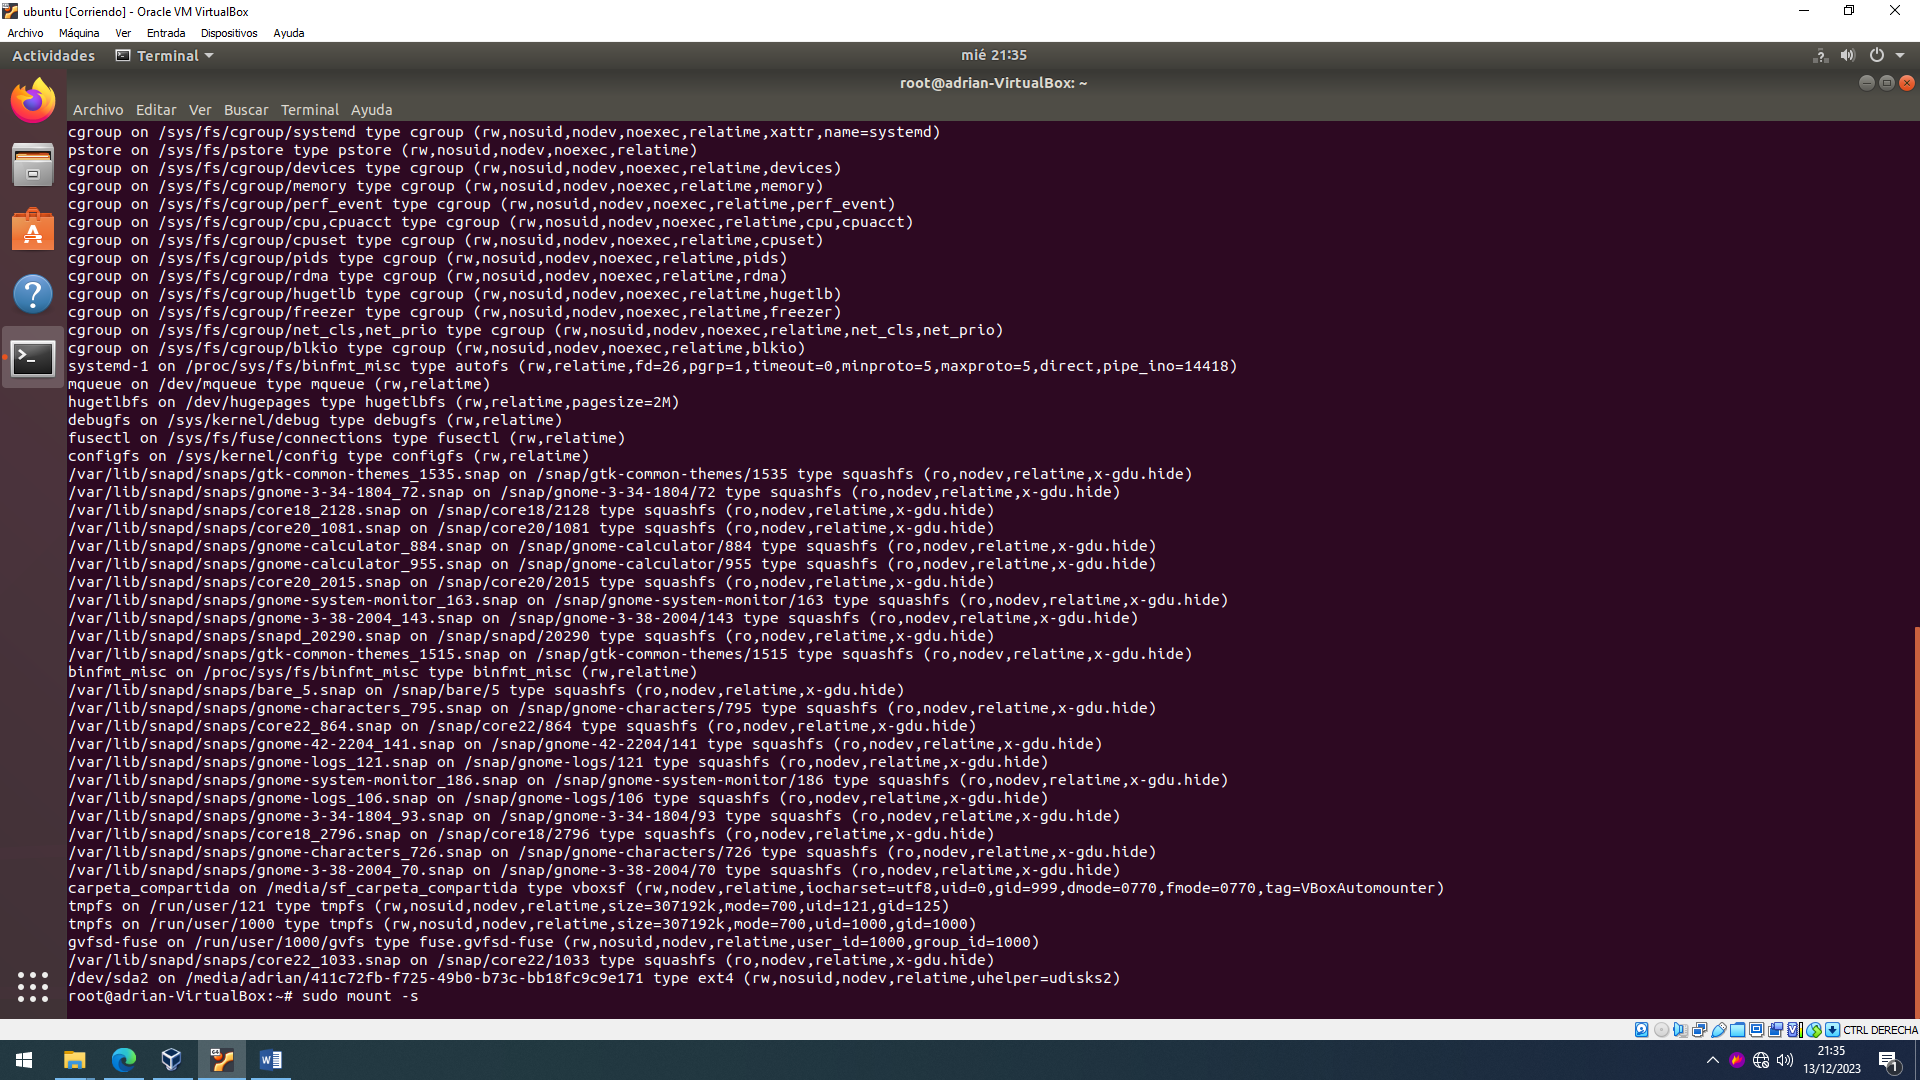 ubuntu [Corriendo] - Oracle VM VirtualBox
Archivo Máquina Ver Entrada Dispositivos Ayuda
Actividades Terminal mié 21:35
root@adrian-VirtualBox: ~
Archivo Editar Ver Buscar Terminal Ayuda
cgroup on /sys/fs/cgroup/systemd type cgroup (rw,nosuid,nodev,noexec,relatime,xattr,name=systemd)
pstore on /sys/fs/pstore type pstore (rw,nosuid,nodev,noexec,relatime)
cgroup on /sys/fs/cgroup/devices type cgroup (rw,nosuid,nodev,noexec,relatime,devices)
cgroup on /sys/fs/cgroup/memory type cgroup (rw,nosuid,nodev,noexec,relatime,memory)
cgroup on /sys/fs/cgroup/perf_event type cgroup (rw,nosuid,nodev,noexec,relatime,perf_event)
cgroup on /sys/fs/cgroup/cpu,cpuacct type cgroup (rw,nosuid,nodev,noexec,relatime,cpu,cpuacct)
cgroup on /sys/fs/cgroup/cpuset type cgroup (rw,nosuid,nodev,noexec,relatime,cpuset)
cgroup on /sys/fs/cgroup/pids type cgroup (rw,nosuid,nodev,noexec,relatime,pids)
cgroup on /sys/fs/cgroup/rdma type cgroup (rw,nosuid,nodev,noexec,relatime,rdma)
cgroup on /sys/fs/cgroup/hugetlb type cgroup (rw,nosuid,nodev,noexec,relatime,hugetlb)
cgroup on /sys/fs/cgroup/freezer type cgroup (rw,nosuid,nodev,noexec,relatime,freezer)
cgroup on /sys/fs/cgroup/net_cls,net_prio type cgroup (rw,nosuid,nodev,noexec,relatime,net_cls,net_prio)
cgroup on /sys/fs/cgroup/blkio type cgroup (rw,nosuid,nodev,noexec,relatime,blkio)
systemd-1 on /proc/sys/fs/binfmt_misc type autofs (rw,relatime,fd=26,pgrp=1,timeout=0,minproto=5,maxproto=5,direct,pipe_ino=14418)
mqueue on /dev/mqueue type mqueue (rw,relatime)
hugetlbfs on /dev/hugepages type hugetlbfs (rw,relatime,pagesize=2M)
debugfs on /sys/kernel/debug type debugfs (rw,relatime)
fusectl on /sys/fs/fuse/connections type fusectl (rw,relatime)
configfs on /sys/kernel/config type configfs (rw,relatime)
/var/lib/snapd/snaps/gtk-common-themes_1535.snap on /snap/gtk-common-themes/1535 type squashfs (ro,nodev,relatime,x-gdu.hide)
/var/lib/snapd/snaps/gnome-3-34-1804_72.snap on /snap/gnome-3-34-1804/72 type squashfs (ro,nodev,relatime,x-gdu.hide)
/var/lib/snapd/snaps/core18_2128.snap on /snap/core18/2128 type squashfs (ro,nodev,relatime,x-gdu.hide)
/var/lib/snapd/snaps/core20_1081.snap on /snap/core20/1081 type squashfs (ro,nodev,relatime,x-gdu.hide)
/var/lib/snapd/snaps/gnome-calculator_884.snap on /snap/gnome-calculator/884 type squashfs (ro,nodev,relatime,x-gdu.hide)
/var/lib/snapd/snaps/gnome-calculator_955.snap on /snap/gnome-calculator/955 type squashfs (ro,nodev,relatime,x-gdu.hide)
/var/lib/snapd/snaps/core20_2015.snap on /snap/core20/2015 type squashfs (ro,nodev,relatime,x-gdu.hide)
/var/lib/snapd/snaps/gnome-system-monitor_163.snap on /snap/gnome-system-monitor/163 type squashfs (ro,nodev,relatime,x-gdu.hide)
/var/lib/snapd/snaps/gnome-3-38-2004_143.snap on /snap/gnome-3-38-2004/143 type squashfs (ro,nodev,relatime,x-gdu.hide)
/var/lib/snapd/snaps/snapd_20290.snap on /snap/snapd/20290 type squashfs (ro,nodev,relatime,x-gdu.hide)
/var/lib/snapd/snaps/gtk-common-themes_1515.snap on /snap/gtk-common-themes/1515 type squashfs (ro,nodev,relatime,x-gdu.hide)
binfmt_misc on /proc/sys/fs/binfmt_misc type binfmt_misc (rw,relatime)
/var/lib/snapd/snaps/bare_5.snap on /snap/bare/5 type squashfs (ro,nodev,relatime,x-gdu.hide)
/var/lib/snapd/snaps/gnome-characters_795.snap on /snap/gnome-characters/795 type squashfs (ro,nodev,relatime,x-gdu.hide)
/var/lib/snapd/snaps/core22_864.snap on /snap/core22/864 type squashfs (ro,nodev,relatime,x-gdu.hide)
/var/lib/snapd/snaps/gnome-42-2204_141.snap on /snap/gnome-42-2204/141 type squashfs (ro,nodev,relatime,x-gdu.hide)
/var/lib/snapd/snaps/gnome-logs_121.snap on /snap/gnome-logs/121 type squashfs (ro,nodev,relatime,x-gdu.hide)
/var/lib/snapd/snaps/gnome-system-monitor_186.snap on /snap/gnome-system-monitor/186 type squashfs (ro,nodev,relatime,x-gdu.hide)
/var/lib/snapd/snaps/gnome-logs_106.snap on /snap/gnome-logs/106 type squashfs (ro,nodev,relatime,x-gdu.hide)
/var/lib/snapd/snaps/gnome-3-34-1804_93.snap on /snap/gnome-3-34-1804/93 type squashfs (ro,nodev,relatime,x-gdu.hide)
/var/lib/snapd/snaps/core18_2796.snap on /snap/core18/2796 type squashfs (ro,nodev,relatime,x-gdu.hide)
/var/lib/snapd/snaps/gnome-characters_726.snap on /snap/gnome-characters/726 type squashfs (ro,nodev,relatime,x-gdu.hide)
/var/lib/snapd/snaps/gnome-3-38-2004_70.snap on /snap/gnome-3-38-2004/70 type squashfs (ro,nodev,relatime,x-gdu.hide)
carpeta_compartida on /media/sf_carpeta_compartida type vboxsf (rw,nodev,relatime,iocharset=utf8,uid=0,gid=999,dmode=0770,fmode=0770,tag=VBoxAutomounter)
tmpfs on /run/user/121 type tmpfs (rw,nosuid,nodev,relatime,size=307192k,mode=700,uid=121,gid=125)
tmpfs on /run/user/1000 type tmpfs (rw,nosuid,nodev,relatime,size=307192k,mode=700,uid=1000,gid=1000)
gvfsd-fuse on /run/user/1000/gvfs type fuse.gvfsd-fuse (rw,nosuid,nodev,relatime,user_id=1000,group_id=1000)
/var/lib/snapd/snaps/core22_1033.snap on /snap/core22/1033 type squashfs (ro,nodev,relatime,x-gdu.hide)
/dev/sda2 on /media/adrian/411c72fb-f725-49b0-b73c-bb18fc9c9e171 type ext4 (rw,nosuid,nodev,relatime,uhelper=udisks2)
root@adrian-VirtualBox:~# sudo mount -s
CTRL DERECHA
21:35
13/12/2023
1